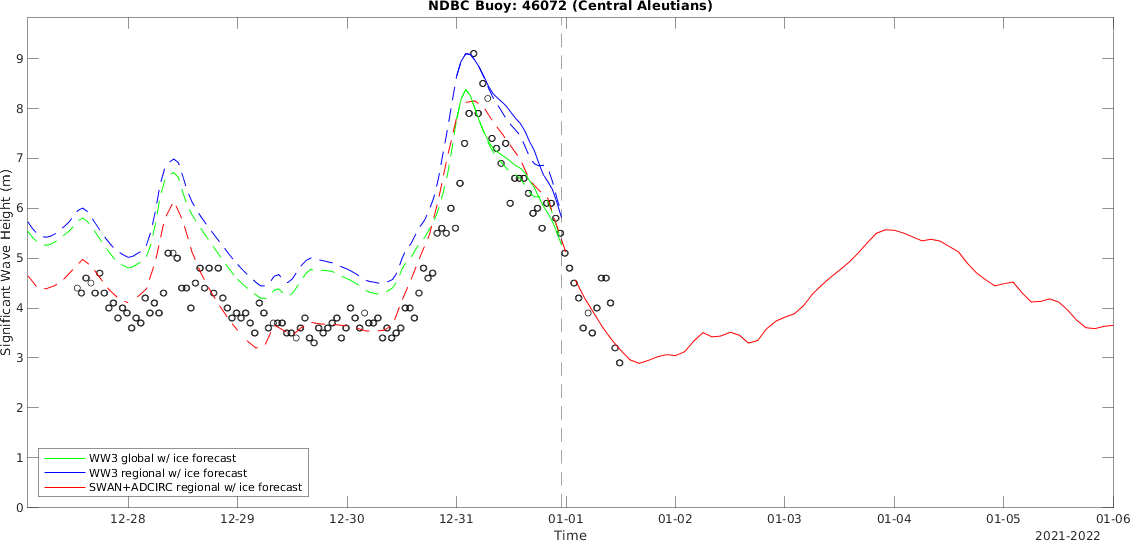 NDBC Buoy: 46072 (Central Aleutians)
Significant Wave Height (m)
9
8
7
6
5
4
3
2
1
0
WW3 global w/ ice forecast
WW3 regional w/ ice forecast
SWAN+ADCIRC regional w/ ice forecast
12-28 12-29 12-30 12-31 01-01 01-02 01-03 01-04 01-05 01-06
Time
2021-2022